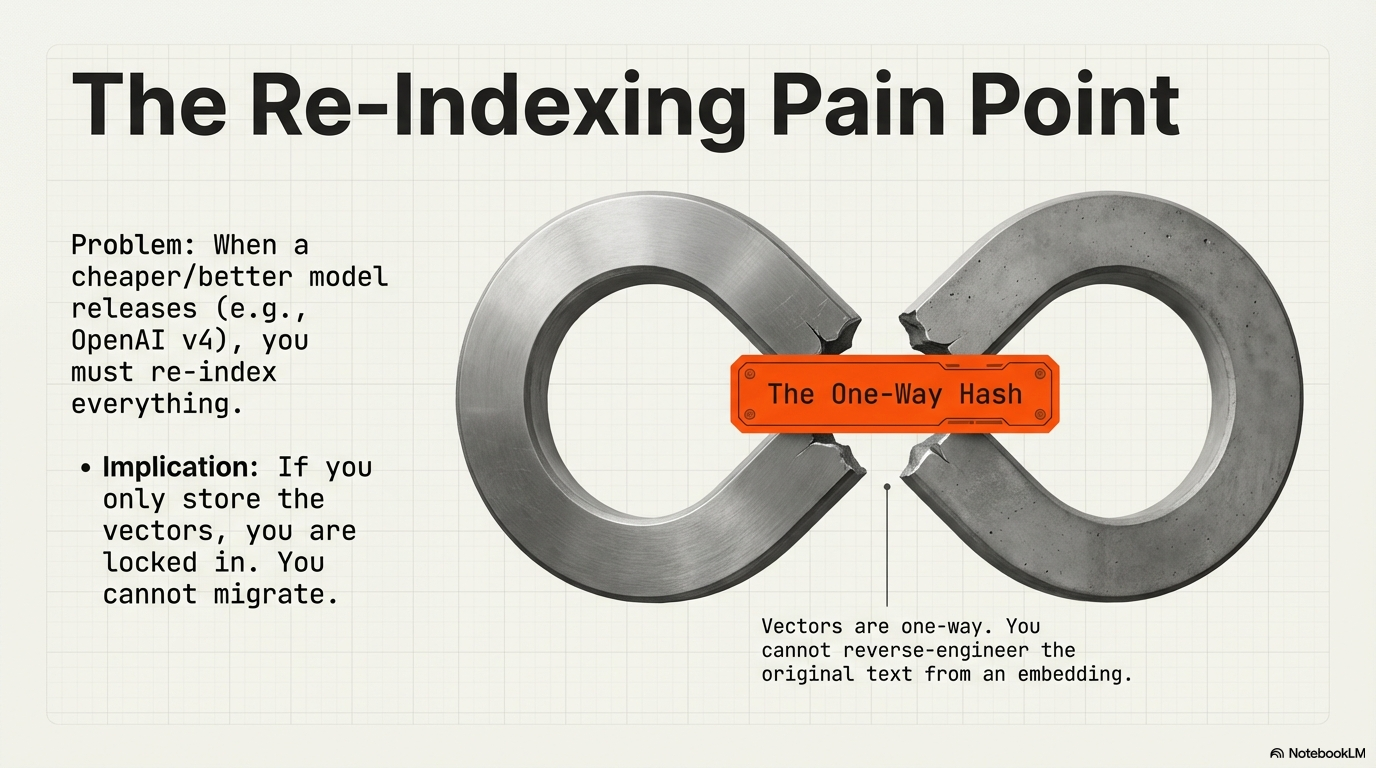 The Re-Indexing Pain Point
Problem: When a
cheaper/better model
releases (e.g.,
OpenAI v4), you
must re-index
everything.
• Implication: If you
only store the
vectors, you are
locked in. You
cannot migrate.
The One-Way Hash
Vectors are one-way. You
cannot reverse-engineer the
original text from an embedding.
NotebookLM